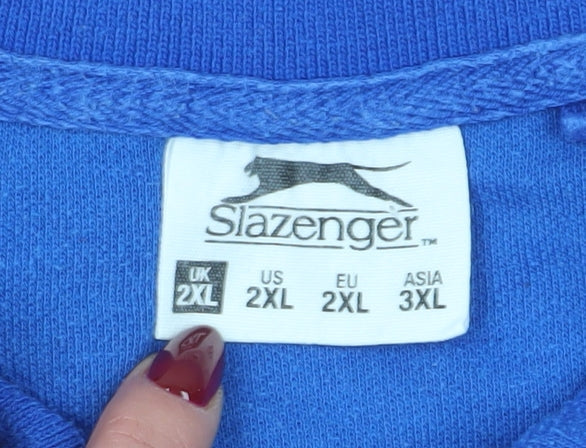 Slazenger™
UK US EU ASIA
2XL 2XL 2XL 3XL